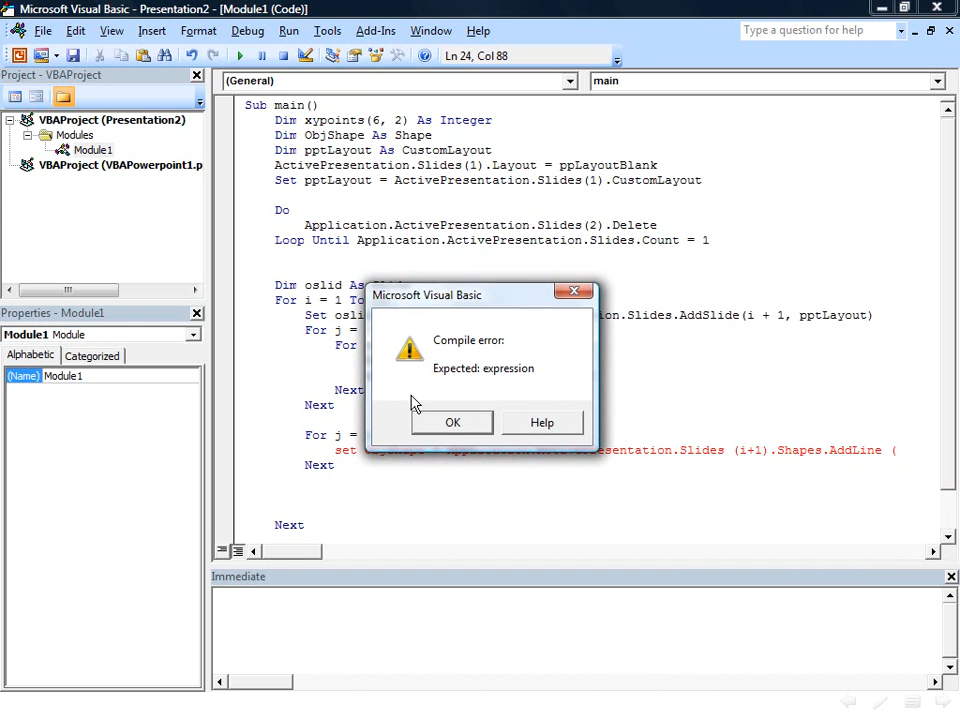 Microsoft Visual Basic - Presentation2 - [Module1 (Code)]
File Edit View Insert Format Debug Run Tools Add-Ins Window Help
Type a question for help
Ln 24, Col 88
Project - VBAProject
(General)
main
VBAProject (Presentation2)
Modules
Module1
VBAProject (VBAPowerpoint1.p
Properties - Module1
Module1 Module
Alphabetic Categorized
(Name) Module1
Sub main()
Dim xypoints(6, 2) As Integer
Dim ObjShape As Shape
Dim pptLayout As CustomLayout
ActivePresentation.Slides(1).Layout = ppLayoutBlank
Set pptLayout = ActivePresentation.Slides(1).CustomLayout
Do
Application.ActivePresentation.Slides(2).Delete
Loop Until Application.ActivePresentation.Slides.Count = 1
Dim oslid As
For i = 1 To
Set osli
.Slides.AddSlide(i + 1, pptLayout)
For j =
For
Next
Next
For j =
set
esentation.Slides (i+1).Shapes.AddLine (
Next
Next
Microsoft Visual Basic
Compile error:
Expected: expression
OK Help
Immediate